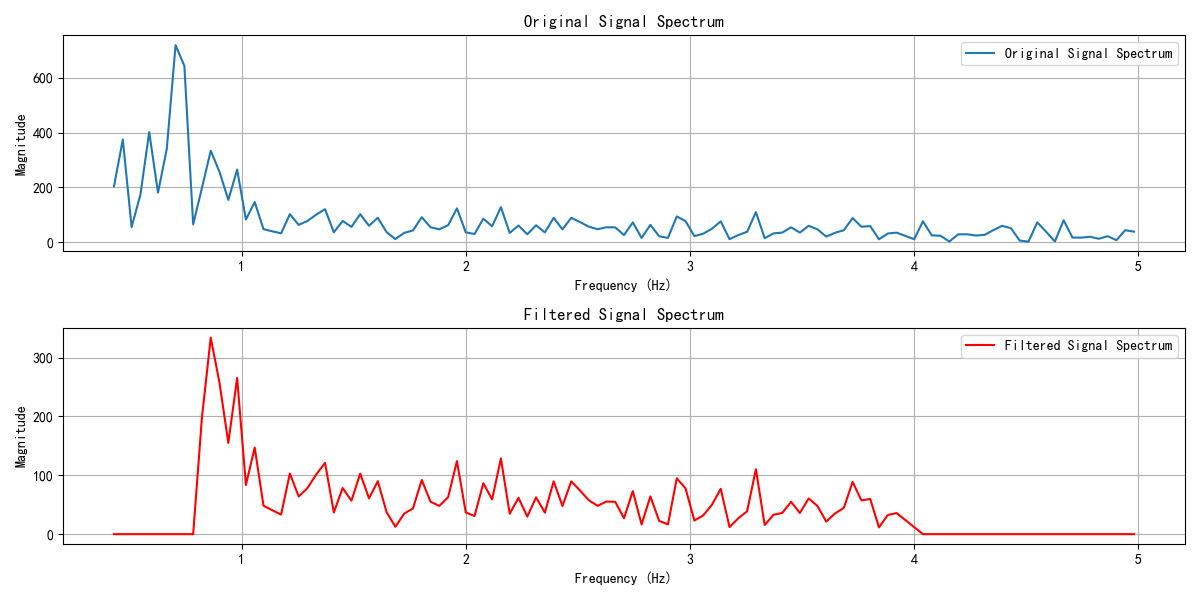 Original Signal Spectrum
Original Signal Spectrum
Magnitude
600
400
200
0
1 2 3 4 5
Frequency (Hz)
Filtered Signal Spectrum
Filtered Signal Spectrum
Magnitude
300
200
100
0
1 2 3 4 5
Frequency (Hz)